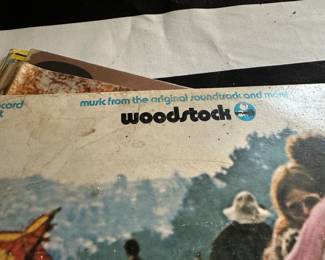 music from the original soundtrack and more
woodstock